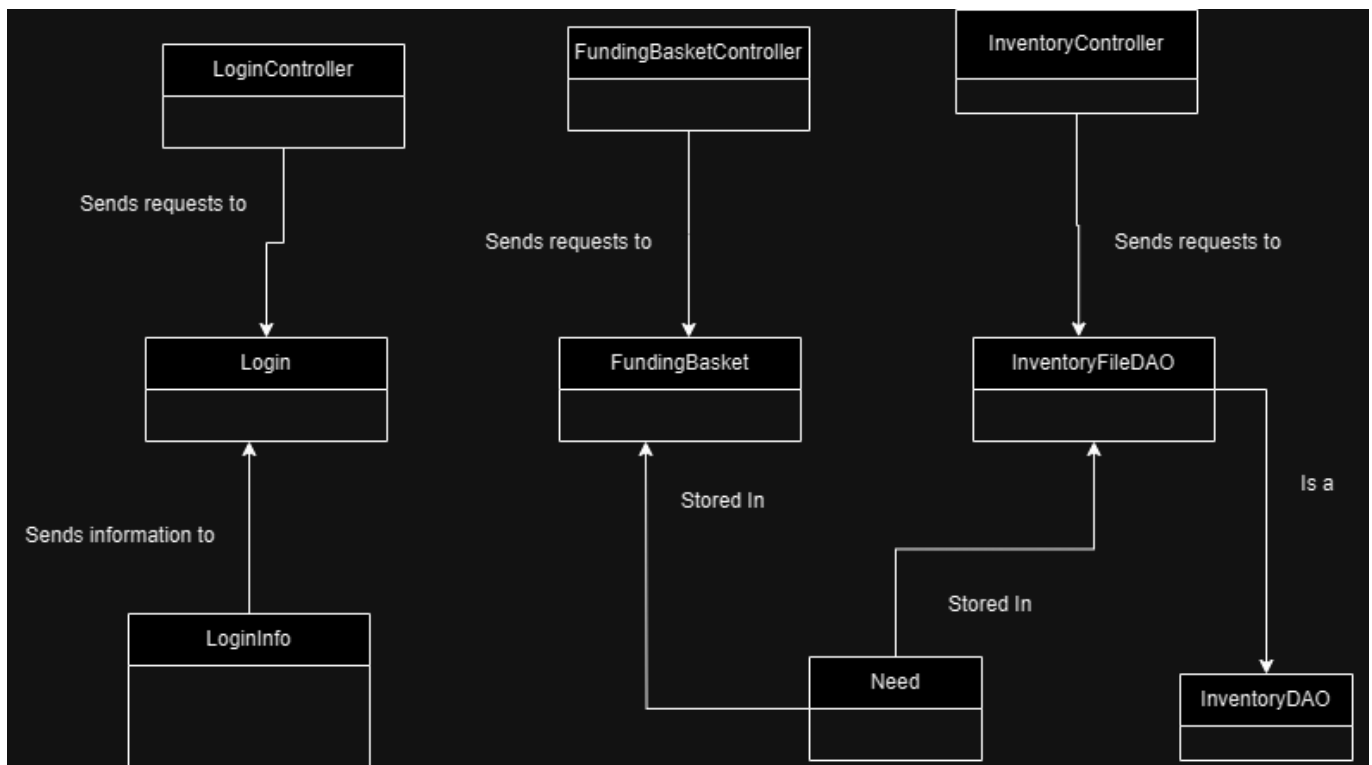 LoginController
FundingBasketController
InventoryController
Sends requests to
Sends requests to
Sends requests to
Login
FundingBasket
InventoryFileDAO
Stored In
Is a
Sends information to
Stored In
LoginInfo
Need
InventoryDAO